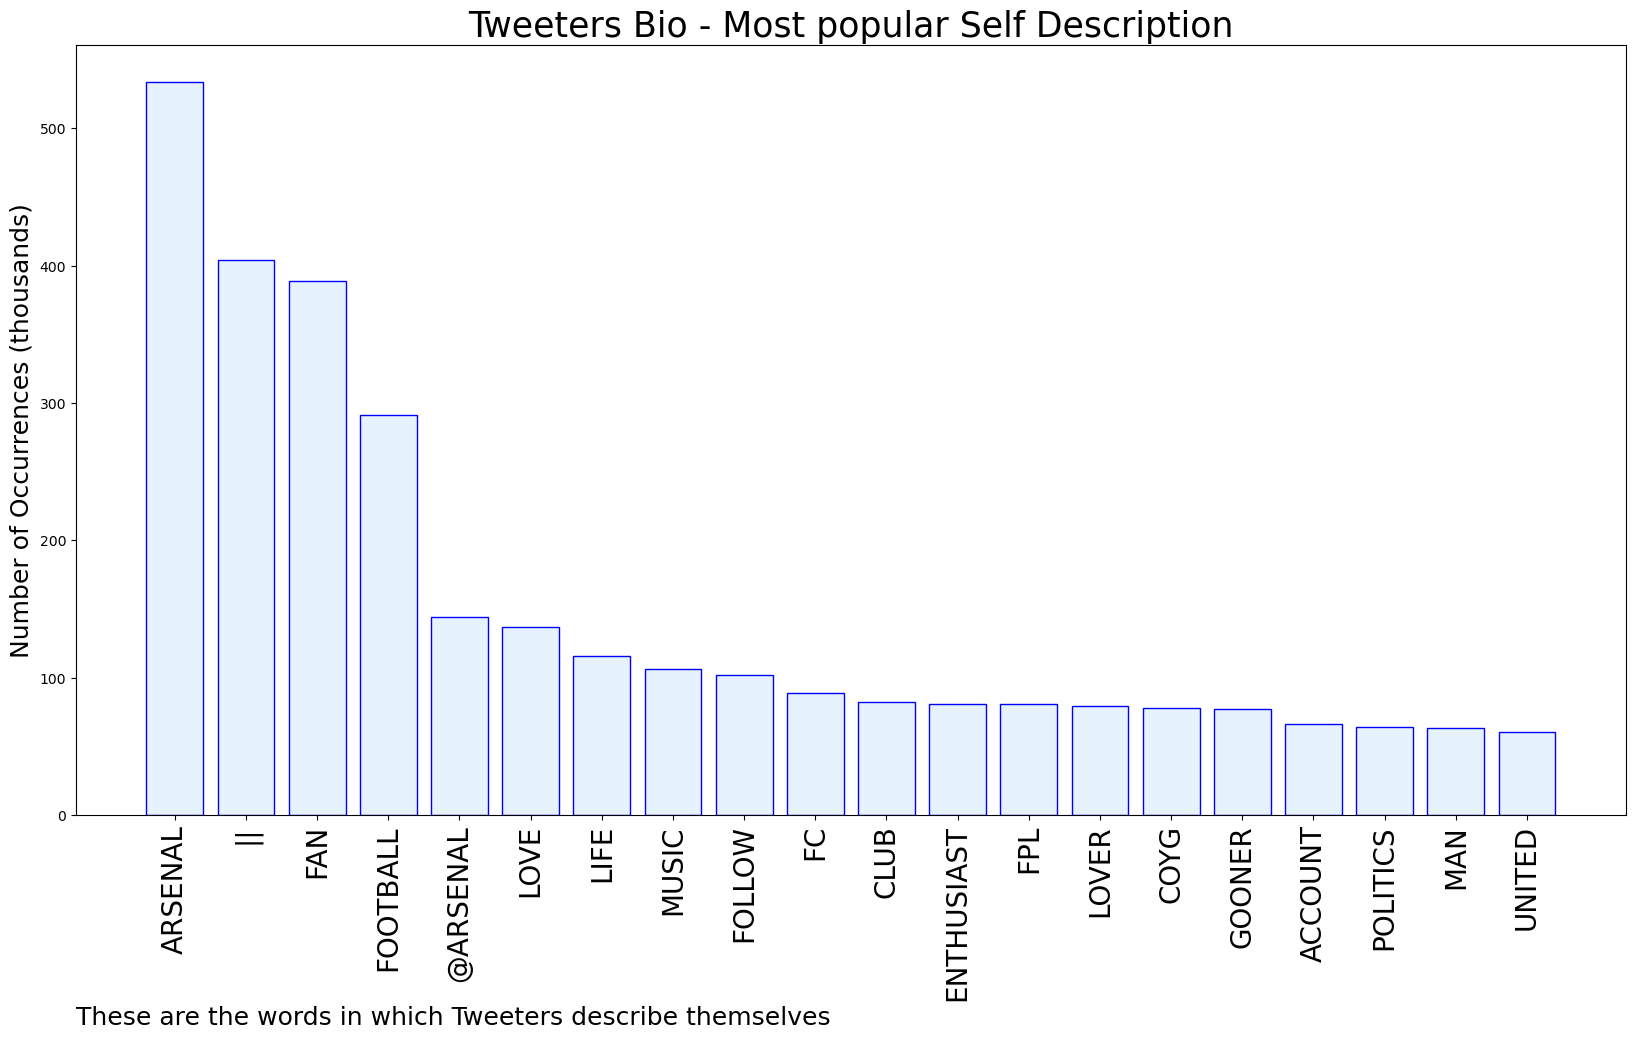 Tweeters Bio - Most popular Self Description
Number of Occurrences (thousands)
500
400
300
200
100
0
ARSENAL
||
FAN
FOOTBALL
@ARSENAL
LOVE
LIFE
MUSIC
FOLLOW
FC
CLUB
ENTHUSIAST
FPL
LOVER
COYG
GOONER
ACCOUNT
POLITICS
MAN
UNITED
These are the words in which Tweeters describe themselves